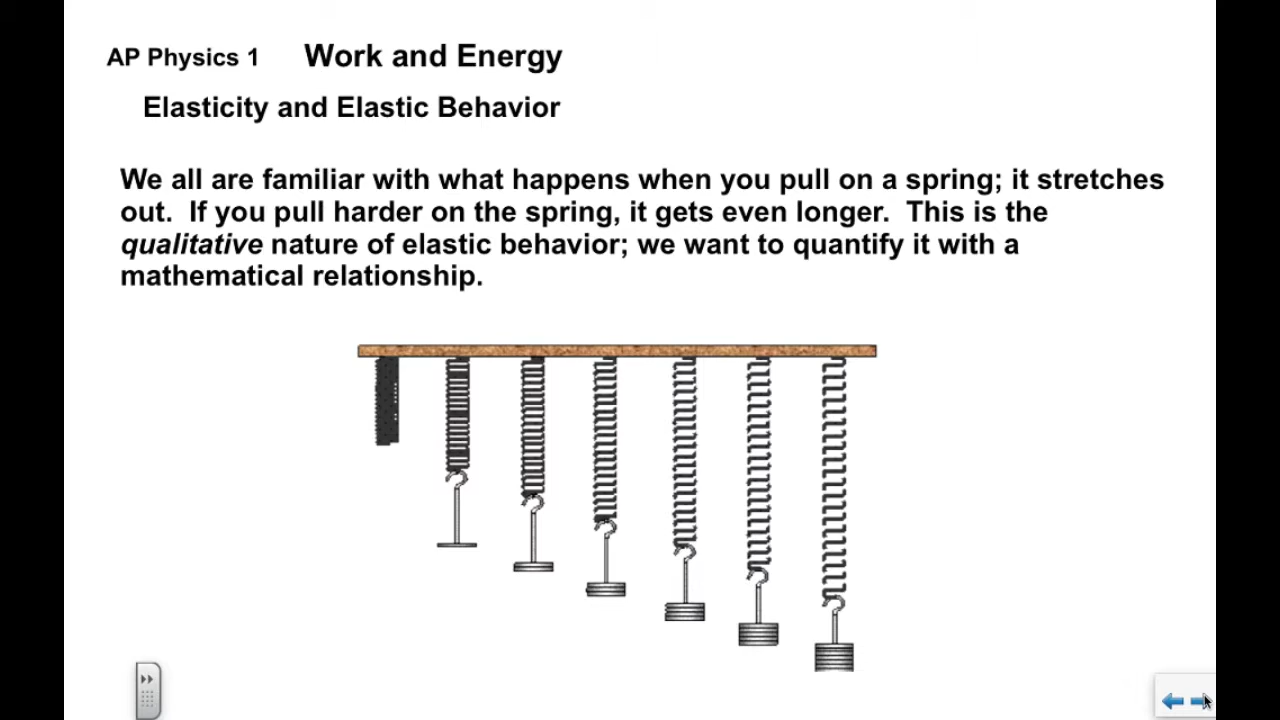 AP Physics 1 Work and Energy
Elasticity and Elastic Behavior
We all are familiar with what happens when you pull on a spring; it stretches
out. If you pull harder on the spring, it gets even longer. This is the
qualitative nature of elastic behavior; we want to quantify it with a
mathematical relationship.